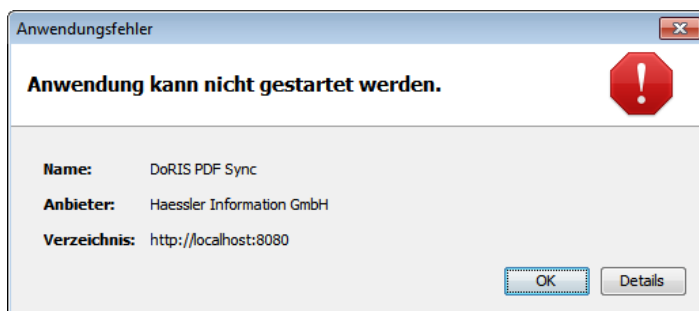 Anwendungsfehler
Anwendung kann nicht gestartet werden.
Name: DoRIS PDF Sync
Anbieter: Haessler Information GmbH
Verzeichnis: http://localhost:8080
OK Details